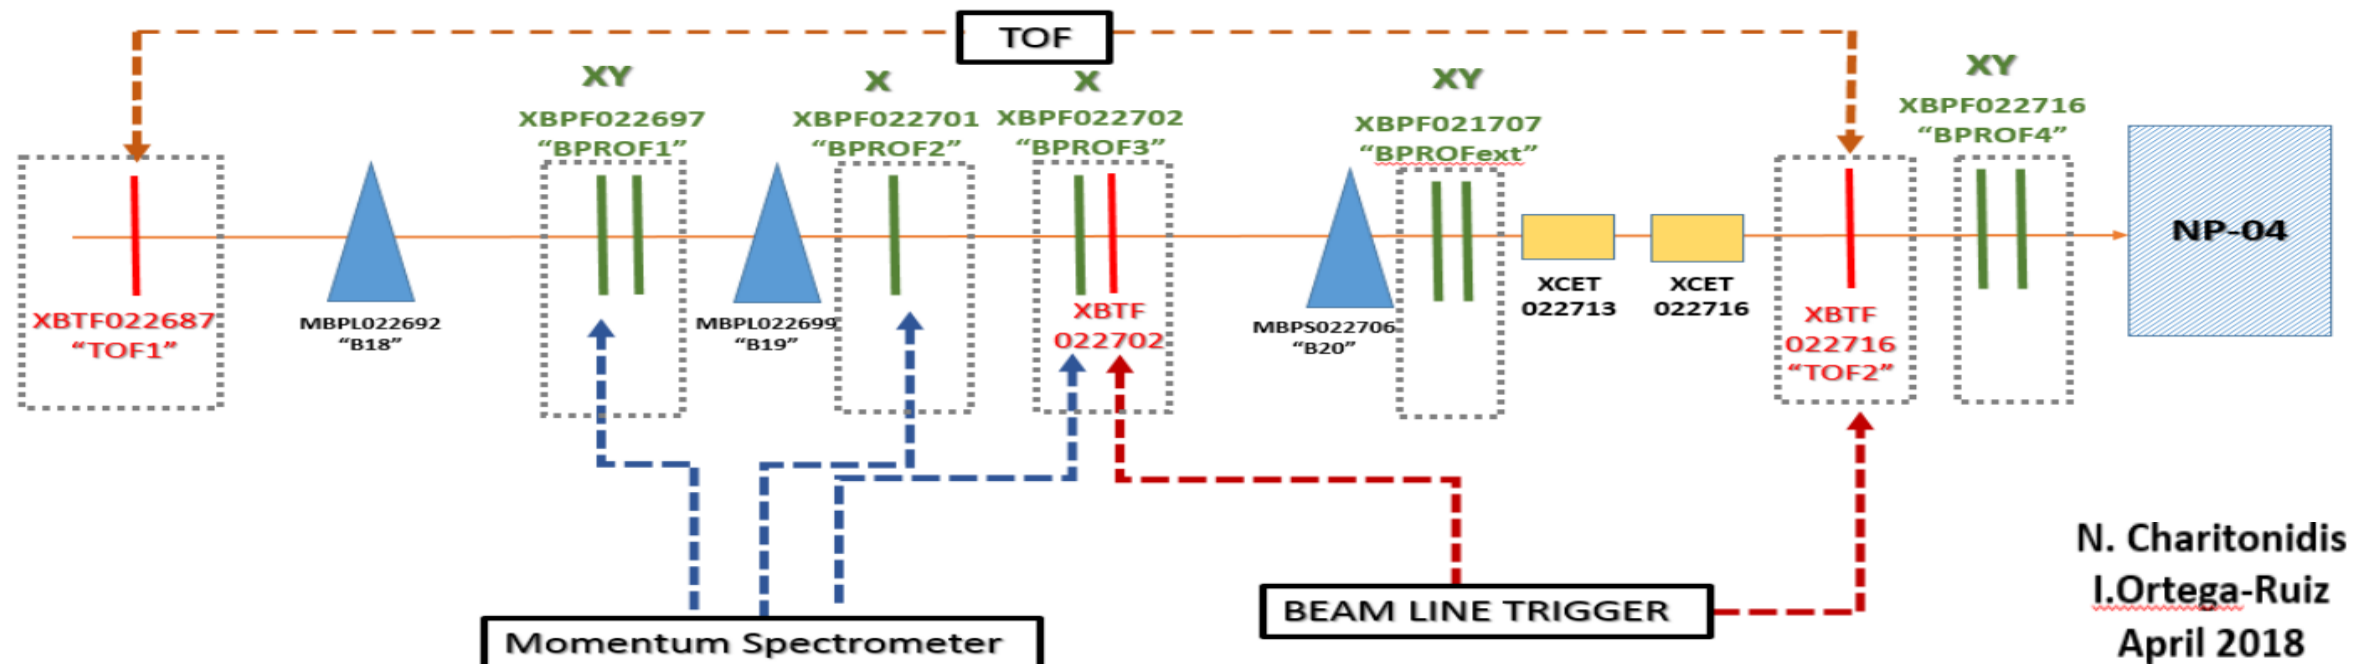 TOF
XY
XBPF022697
“BPROF1”
X
XBPF022701
“BPROF2”
X
XBPF022702
“BPROF3”
XY
XBPF021707
“BPROFext”
XY
XBPF022716
“BPROF4”
NP-04
XBTF022687
“TOF1”
MBPL022692
“B18”
MBPL022699
“B19”
XBTF
022702
MBPS022706
“B20”
XCET
022713
XCET
022716
XBTF
022716
“TOF2”
Momentum Spectrometer
BEAM LINE TRIGGER
N. Charitonidis
I.Ortega-Ruiz
April 2018